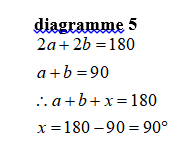 diagramme 5
2a + 2b = 180
a + b = 90
∴ a + b + x = 180
x = 180 − 90 = 90°